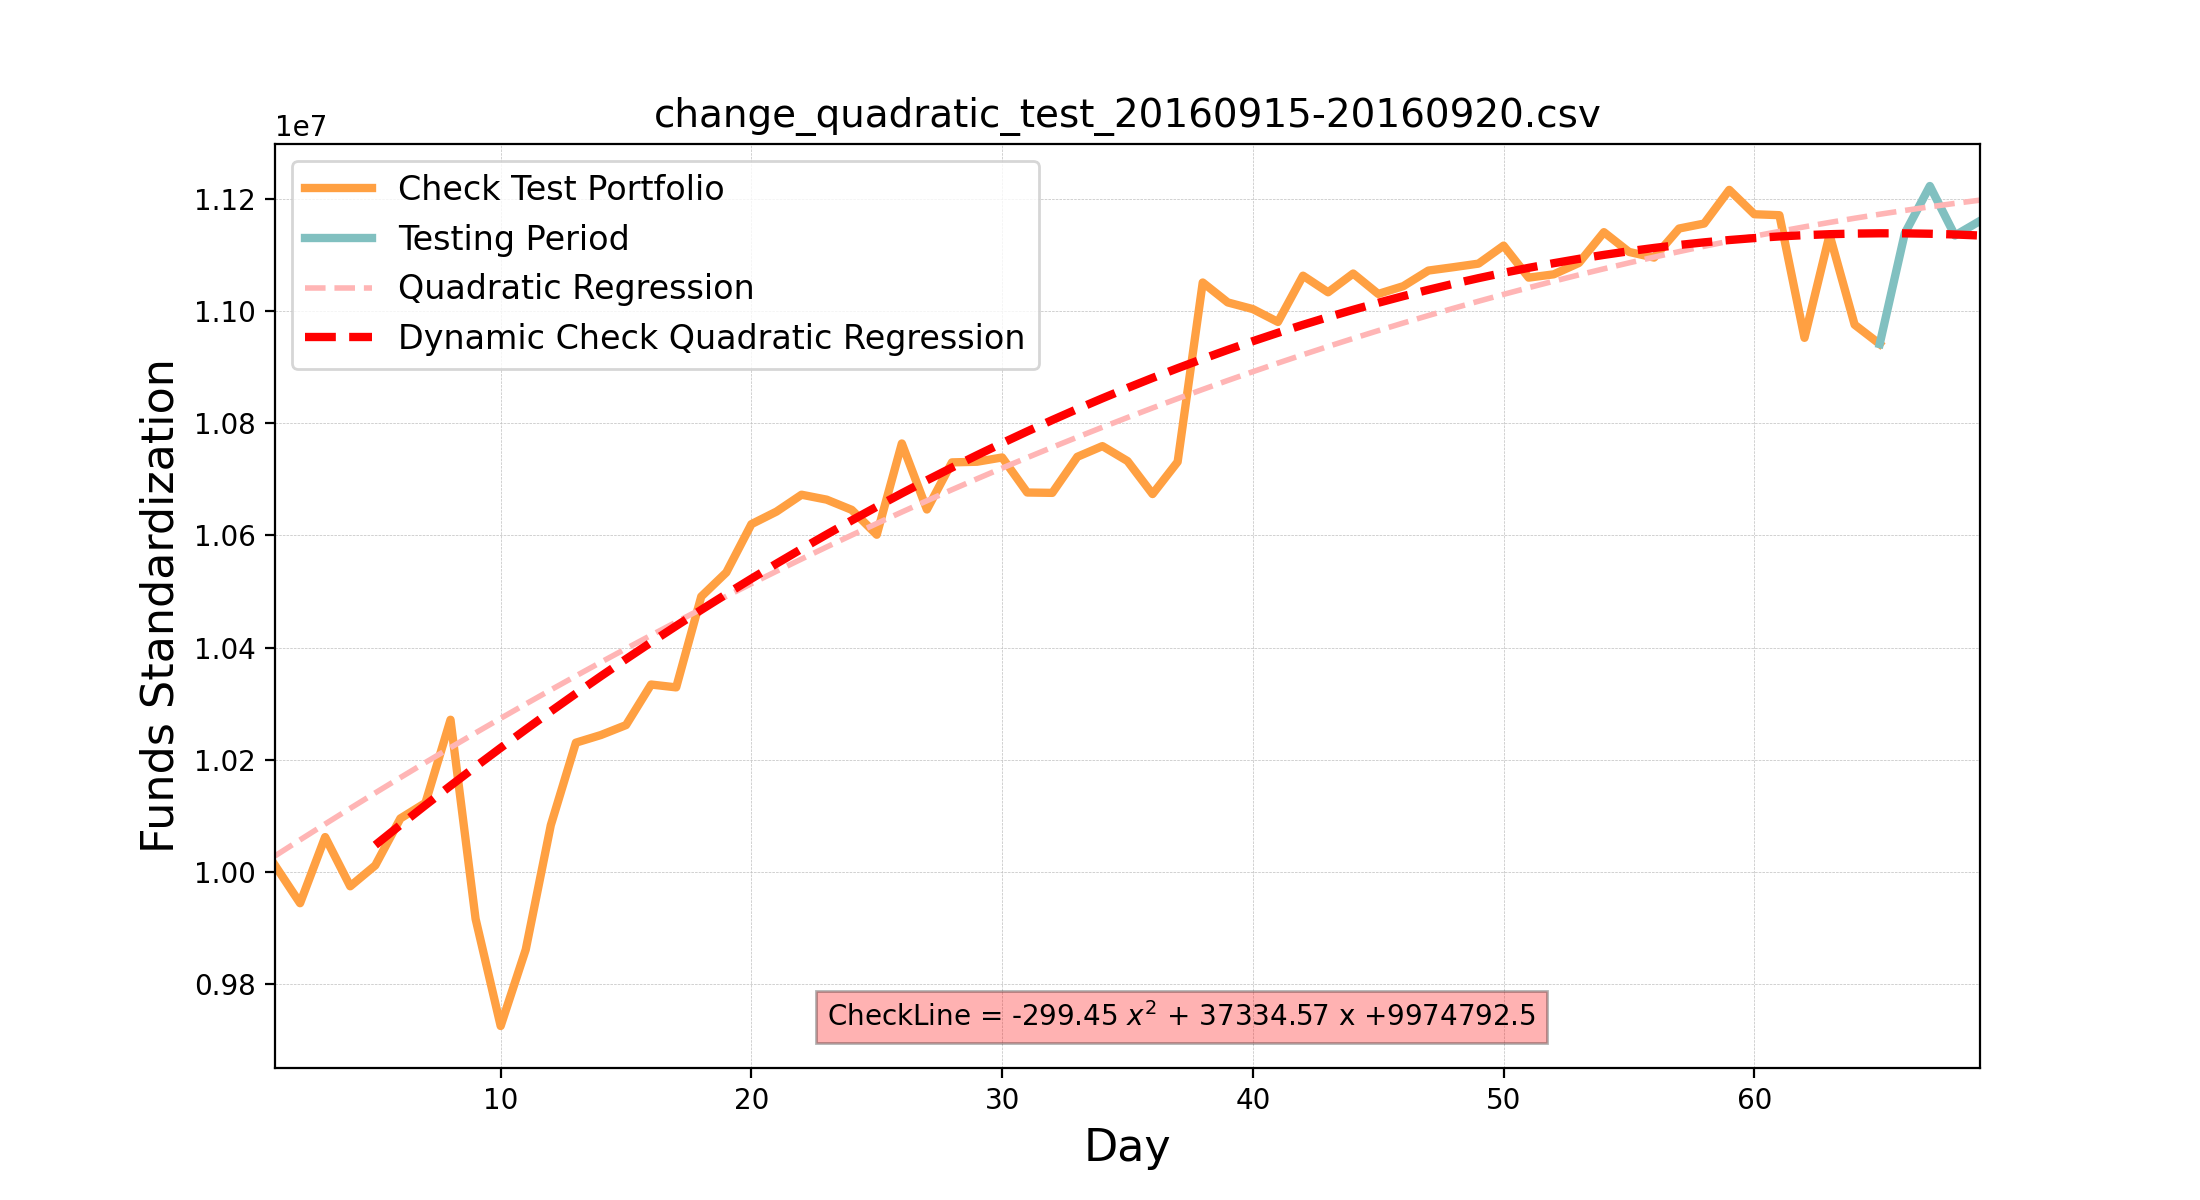 change_quadratic_test_20160915-20160920.csv
1e7
Check Test Portfolio
Testing Period
Quadratic Regression
Dynamic Check Quadratic Regression
1.12
1.10
1.08
1.06
1.04
1.02
1.00
0.98
Funds Standardization
CheckLine = -299.45 x² + 37334.57 x +9974792.5
10 20 30 40 50 60
Day